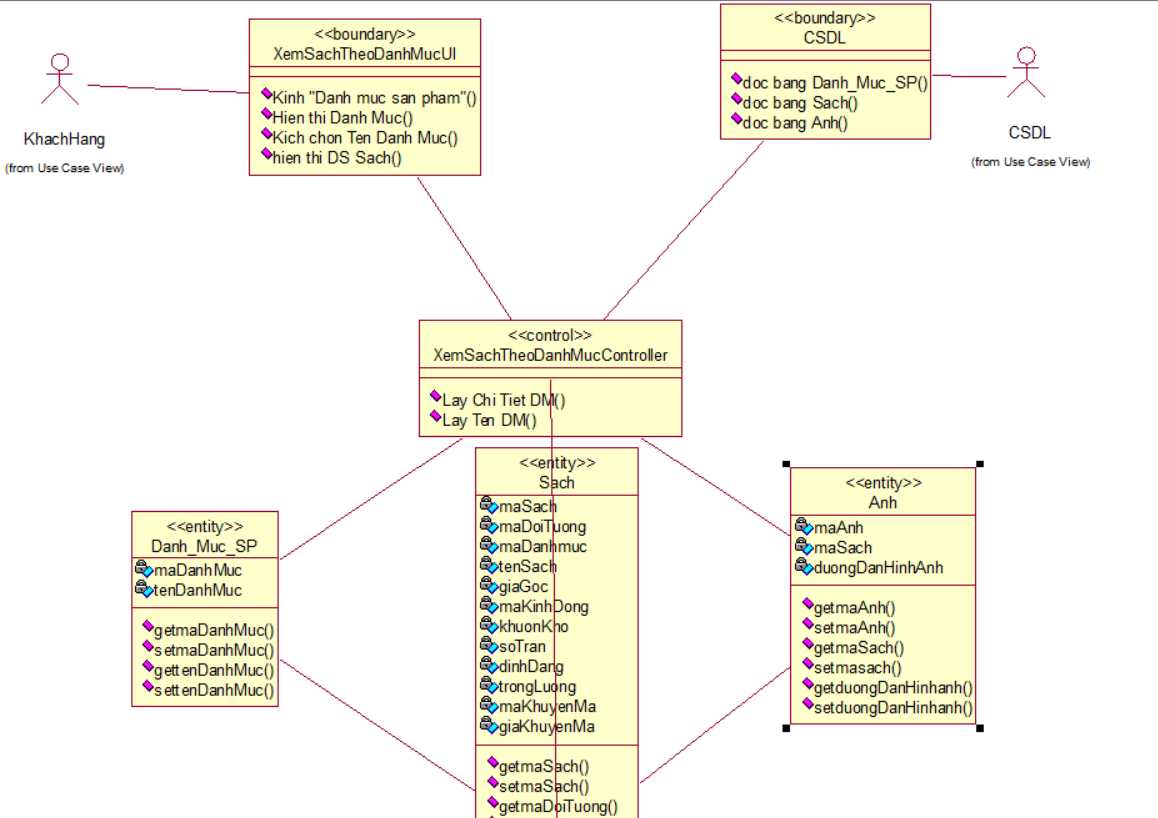 <<boundary>>
XemSachTheoDanhMucUI
Kinh "Danh muc san pham"()
Hien thi Danh Muc()
Kich chon Ten Danh Muc()
hien thi DS Sach()
<<boundary>>
CSDL
doc bang Danh_Muc_SP()
doc bang Sach()
doc bang Anh()
KhachHang
(from Use Case View)
CSDL
(from Use Case View)
<<control>>
XemSachTheoDanhMucController
Lay Chi Tiet DM()
Lay Ten DM()
<<entity>>
Danh_Muc_SP
maDanhMuc
tenDanhMuc
getmaDanhMuc()
setmaDanhMuc()
gettenDanhMuc()
settenDanhMuc()
<<entity>>
Sach
maSach
maDoiTuong
maDanhmuc
tenSach
giaGoc
maKinhDong
khuonKho
soTran
dinhDang
trongLuong
maKhuyenMa
giaKhuyenMa
getmaSach()
setmaSach()
getmaDoiTuong()
<<entity>>
Anh
maAnh
maSach
duongDanHinhAnh
getmaAnh()
setmaAnh()
getmaSach()
setmasach()
getduongDanHinhanh()
setduongDanHinhanh()